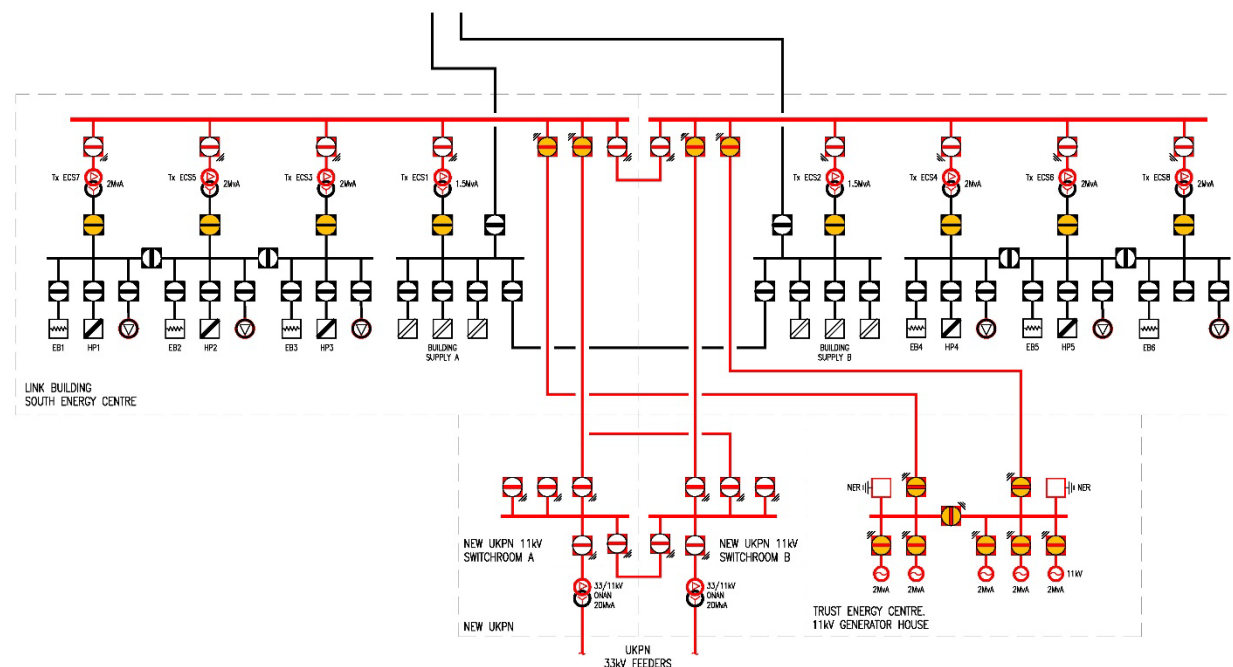 Tx ECS7
2MvA
Tx ECS5
2MvA
Tx ECS3
2MvA
Tx ECS1
1.5MvA
Tx ECS2
1.5MvA
Tx ECS4
2MvA
Tx ECS6
2MvA
Tx ECS8
2MvA
EB1
HP1
EB2
HP2
EB3
HP3
BUILDING
SUPPLY A
BUILDING
SUPPLY B
EB4
HP4
EB5
HP5
EB6
LINK BUILDING
SOUTH ENERGY CENTRE
NER
NER
NEW UKPN 11kV
SWITCHROOM A
NEW UKPN 11kV
SWITCHROOM B
11kV
2MvA
2MvA
2MvA
2MvA
2MvA
33/11kV
ONAN
20MvA
33/11kV
ONAN
20MvA
TRUST ENERGY CENTRE.
11kV GENERATOR HOUSE
NEW UKPN
UKPN
33kV FEEDERS